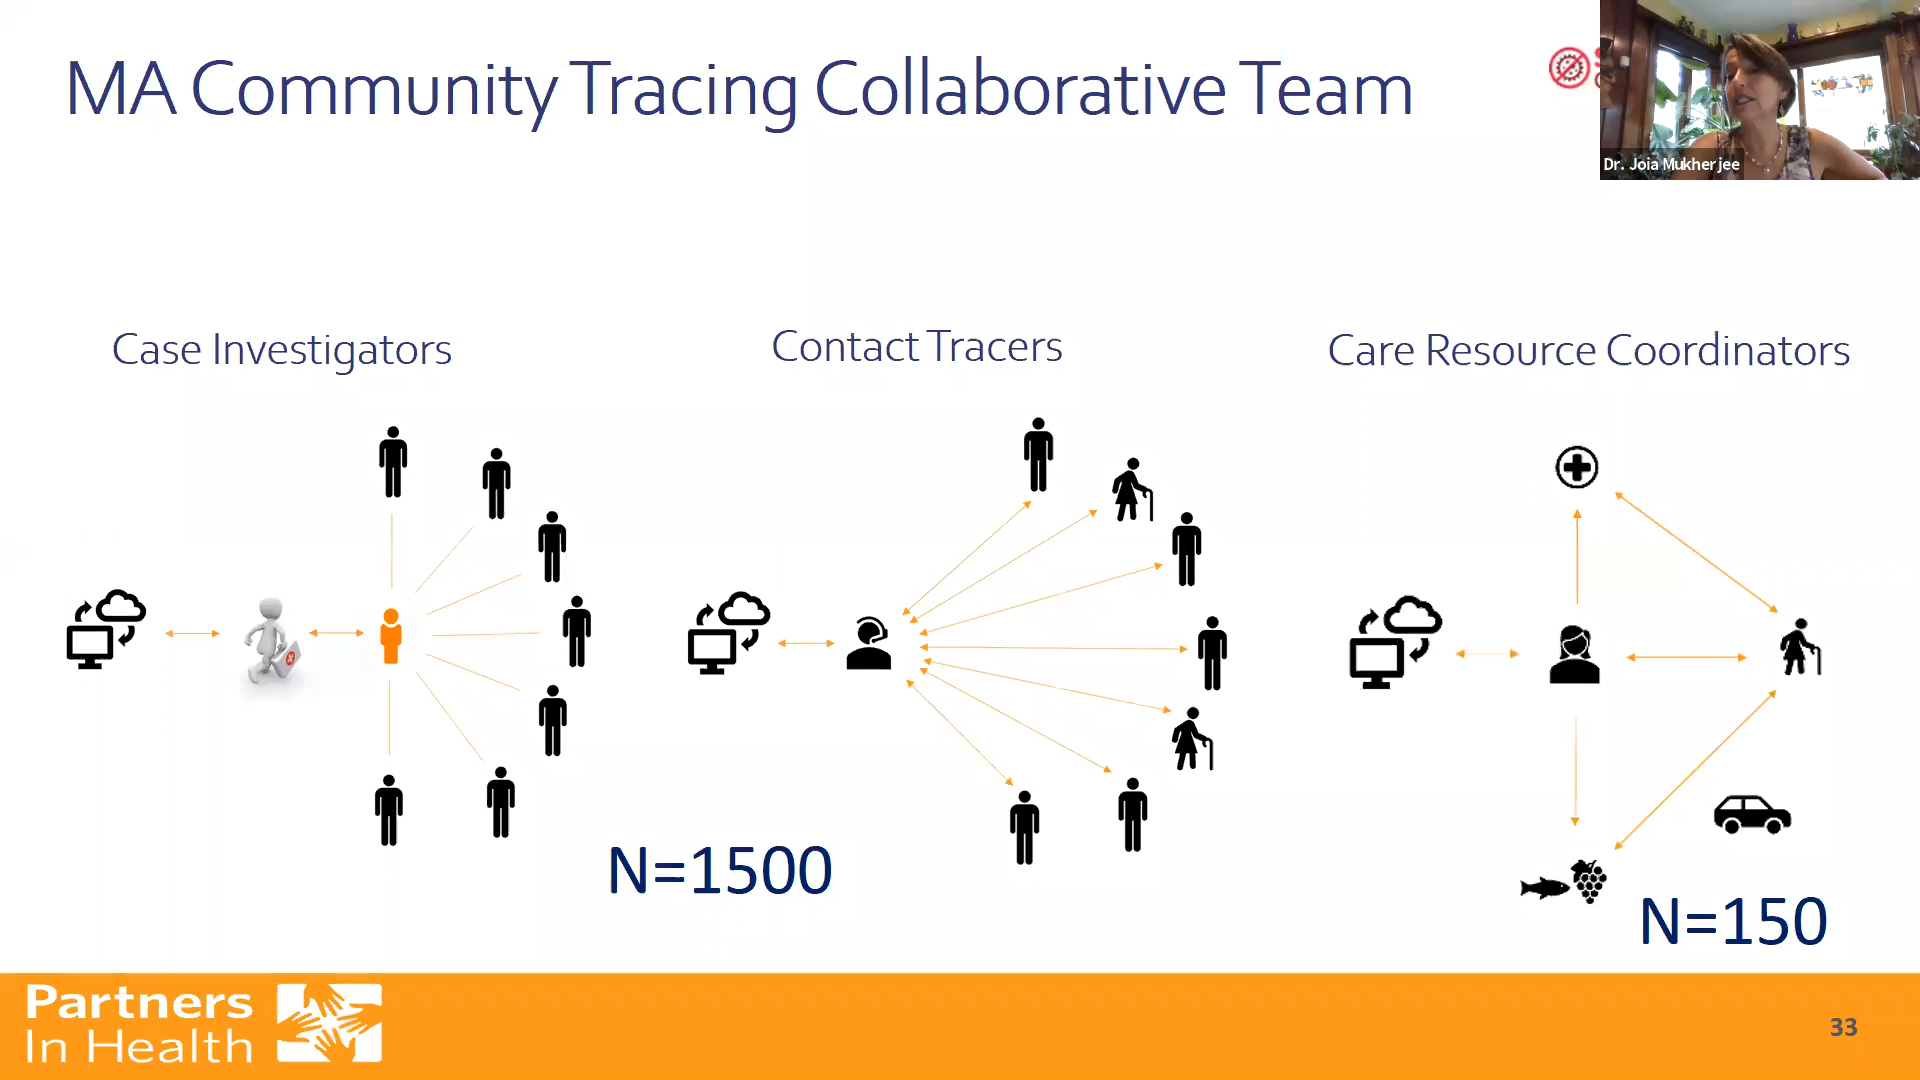 MA Community Tracing Collaborative Team
Dr. Joia Mukherjee
Case Investigators
Contact Tracers
Care Resource Coordinators
N=1500
N=150
Partners
In Health
33